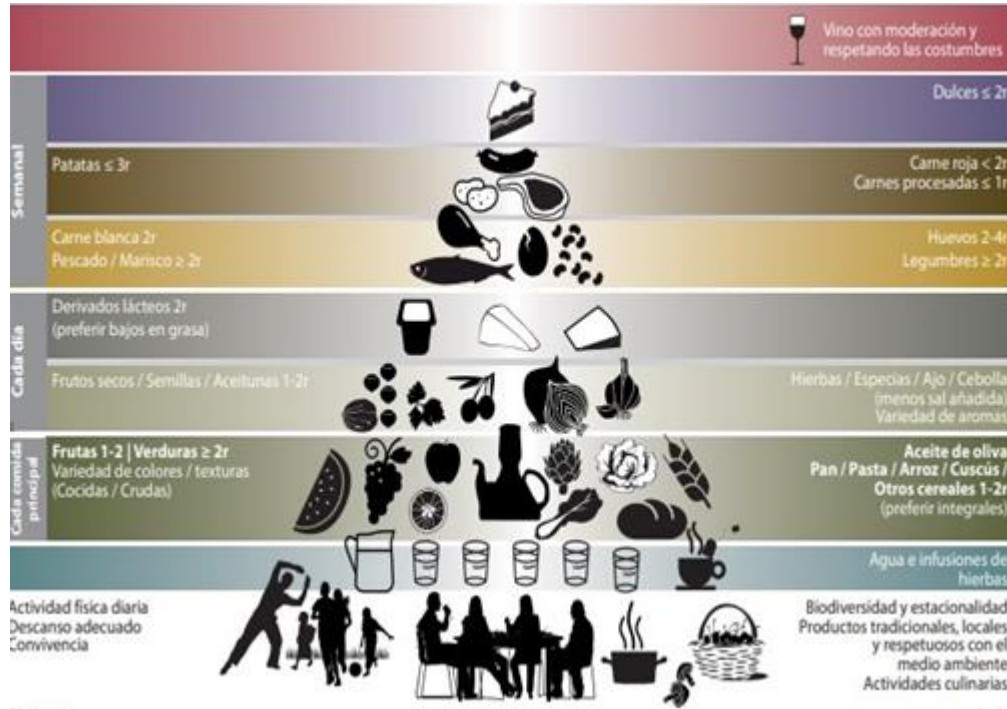 Vino con moderación y
respetando las costumbres
Semanal
Dulces ≤ 2r
Patatas ≤ 3r
Carne roja < 2r
Carnes procesadas ≤ 1r
Carne blanca 2r
Pescado / Marisco ≥ 2r
Huevos 2-4r
Legumbres ≥ 2r
Cada día
Derivados lácteos 2r
(preferir bajos en grasa)
Frutos secos / Semillas / Aceitunas 1-2r
Hierbas / Especias / Ajo / Cebolla
(menos sal añadida)
Variedad de aromas
Cada comida
principal
Frutas 1-2 | Verduras ≥ 2r
Variedad de colores / texturas
(Cocidas / Crudas)
Aceite de oliva
Pan / Pasta / Arroz / Cuscús /
Otros cereales 1-2r
(preferir integrales)
Agua e infusiones de
hierbas
Actividad física diaria
Descanso adecuado
Convivencia
Biodiversidad y estacionalidad
Productos tradicionales, locales
y respetuosos con el
medio ambiente
Actividades culinarias